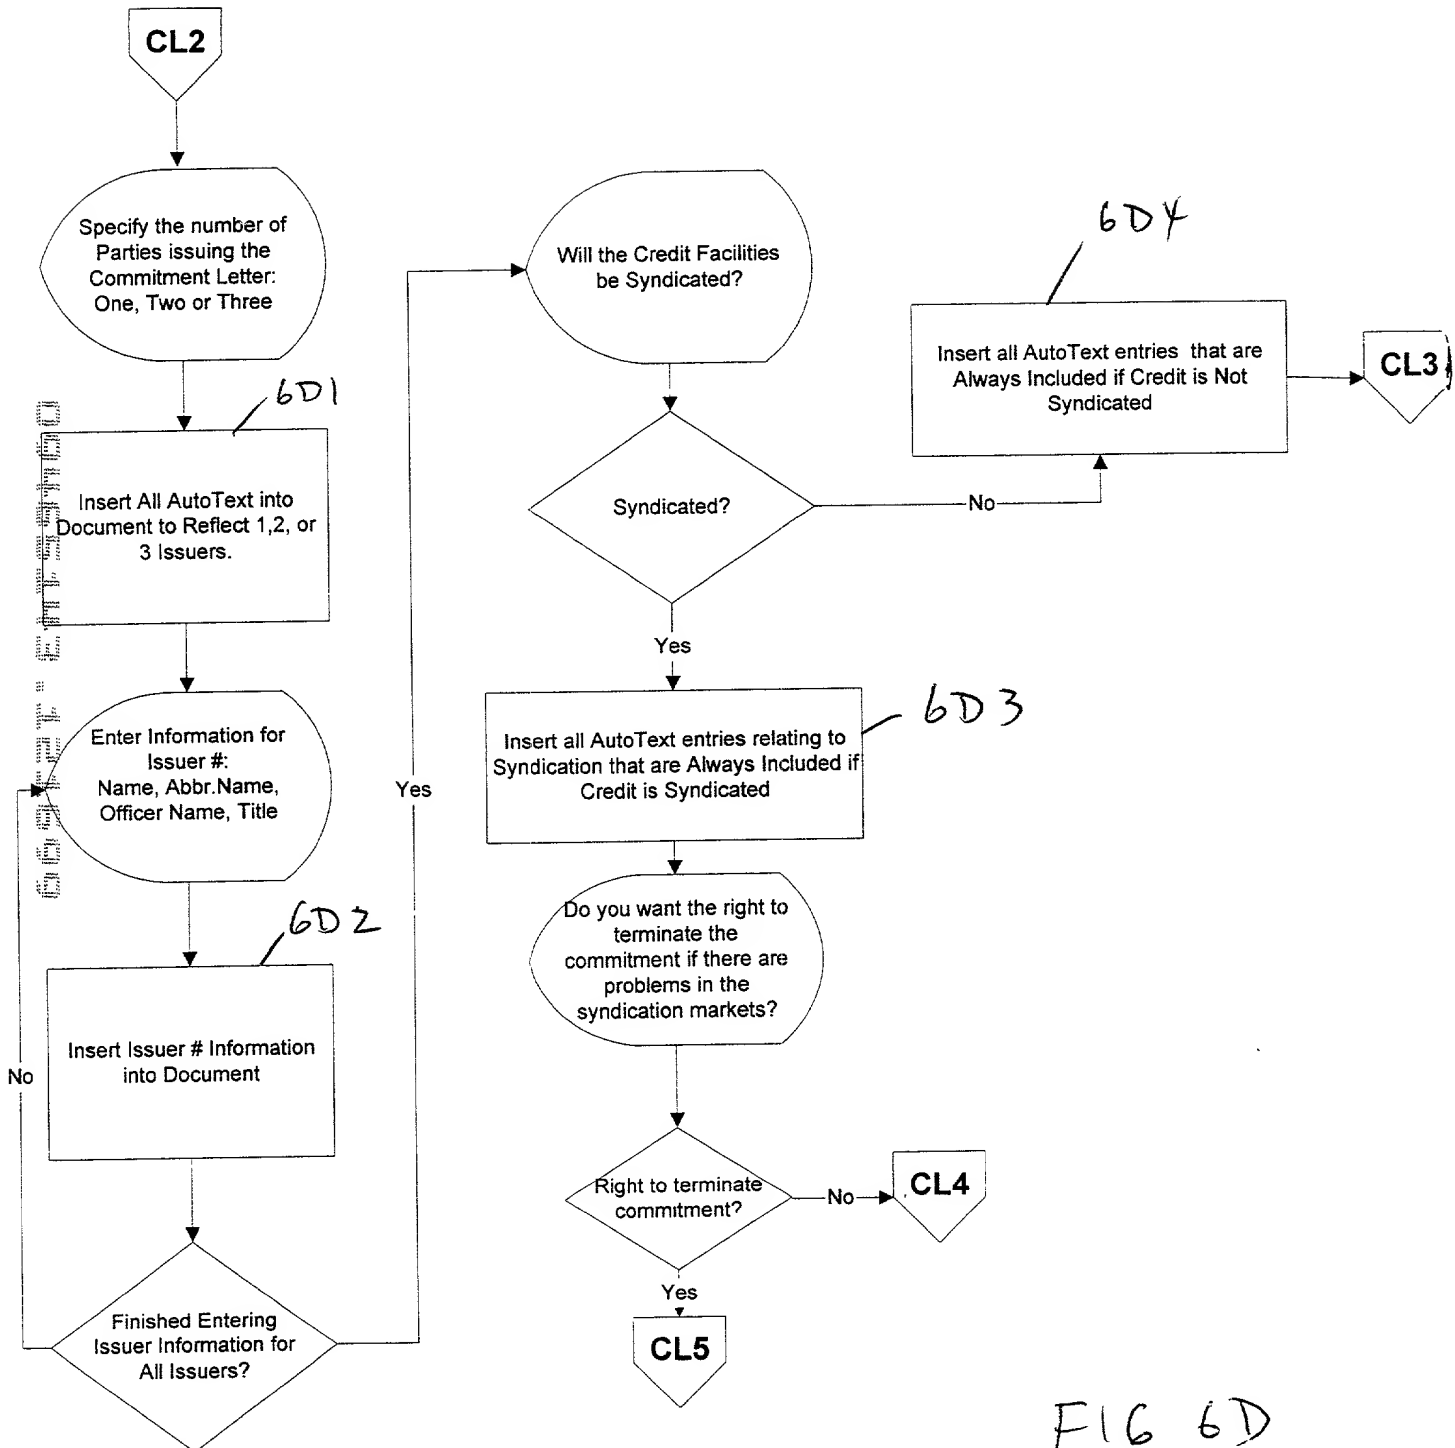 CL2
Specify the number of
Parties issuing the
Commitment Letter:
One, Two or Three
6D1
Insert All AutoText into
Document to Reflect 1,2, or
3 Issuers.
Enter Information for
Issuer #:
Name, Abbr.Name,
Officer Name, Title
6D2
Insert Issuer # Information
into Document
No
Finished Entering
Issuer Information for
All Issuers?
Yes
Will the Credit Facilities
be Syndicated?
Syndicated?
No
6D4
Insert all AutoText entries that are
Always Included if Credit is Not
Syndicated
CL3
Yes
6D3
Insert all AutoText entries relating to
Syndication that are Always Included if
Credit is Syndicated
Do you want the right to
terminate the
commitment if there are
problems in the
syndication markets?
Right to terminate
commitment?
No
CL4
Yes
CL5
FIG 6D